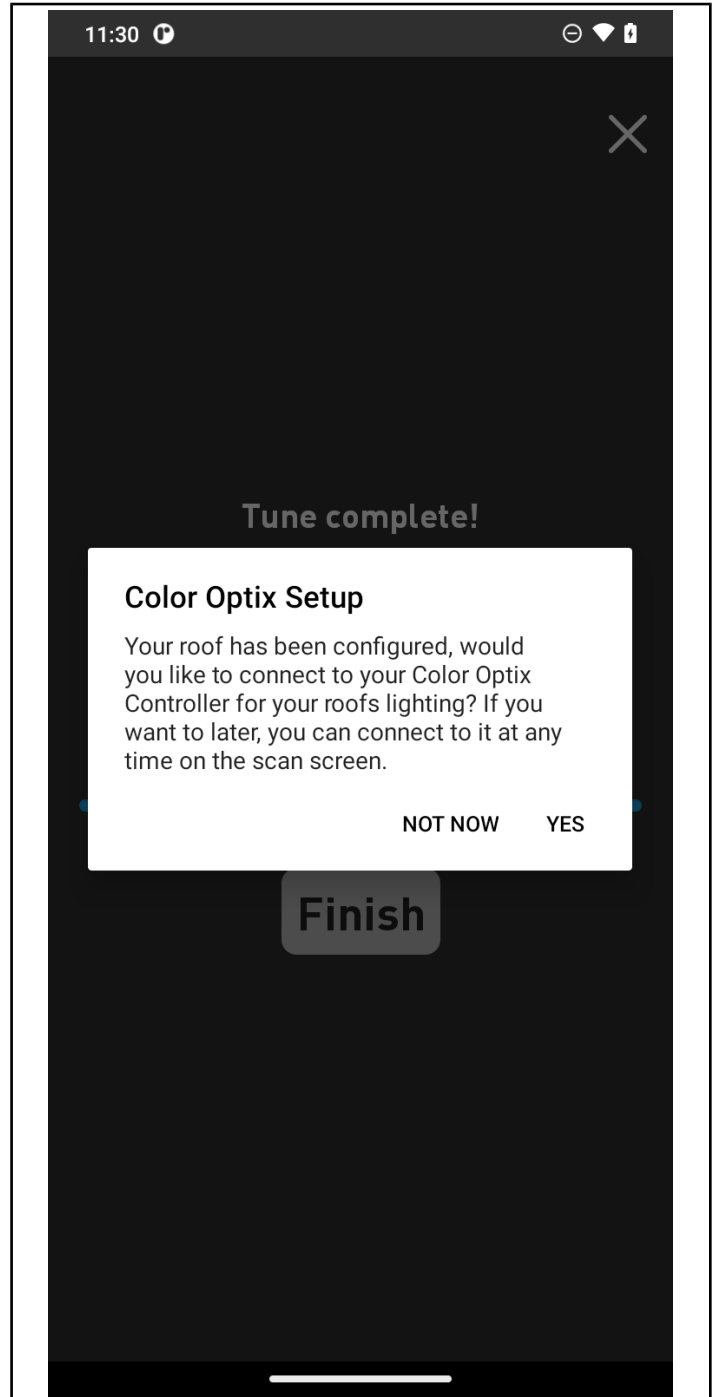 11:30
Tune complete!
Color Optix Setup
Your roof has been configured, would
you like to connect to your Color Optix
Controller for your roofs lighting? If you
want to later, you can connect to it at any
time on the scan screen.
NOT NOW YES
Finish